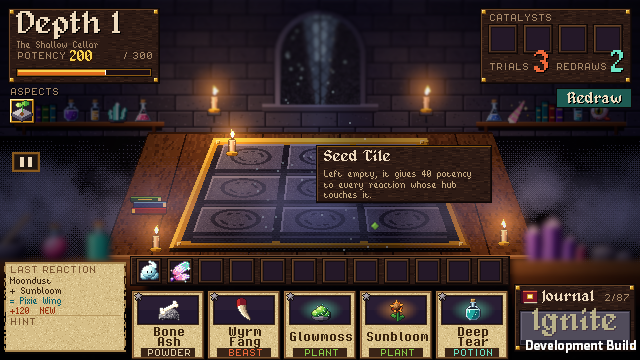 Depth 1
The Shallow Cellar
POTENCY 200 / 300
ASPECTS
CATALYSTS
TRIALS 3 REDRAWS 2
Redraw
Seed Tile
Left empty, it gives 40 potency
to every reaction whose hub
touches it.
LAST REACTION
Moondust
+ Sunbloom
= Pixie Wing
+120 NEW
HINT
Bone
Ash
POWDER
Wyrm
Fang
BEAST
Glowmoss
PLANT
Sunbloom
PLANT
Deep
Tear
POTION
Journal 2/87
Ignite
Development Build